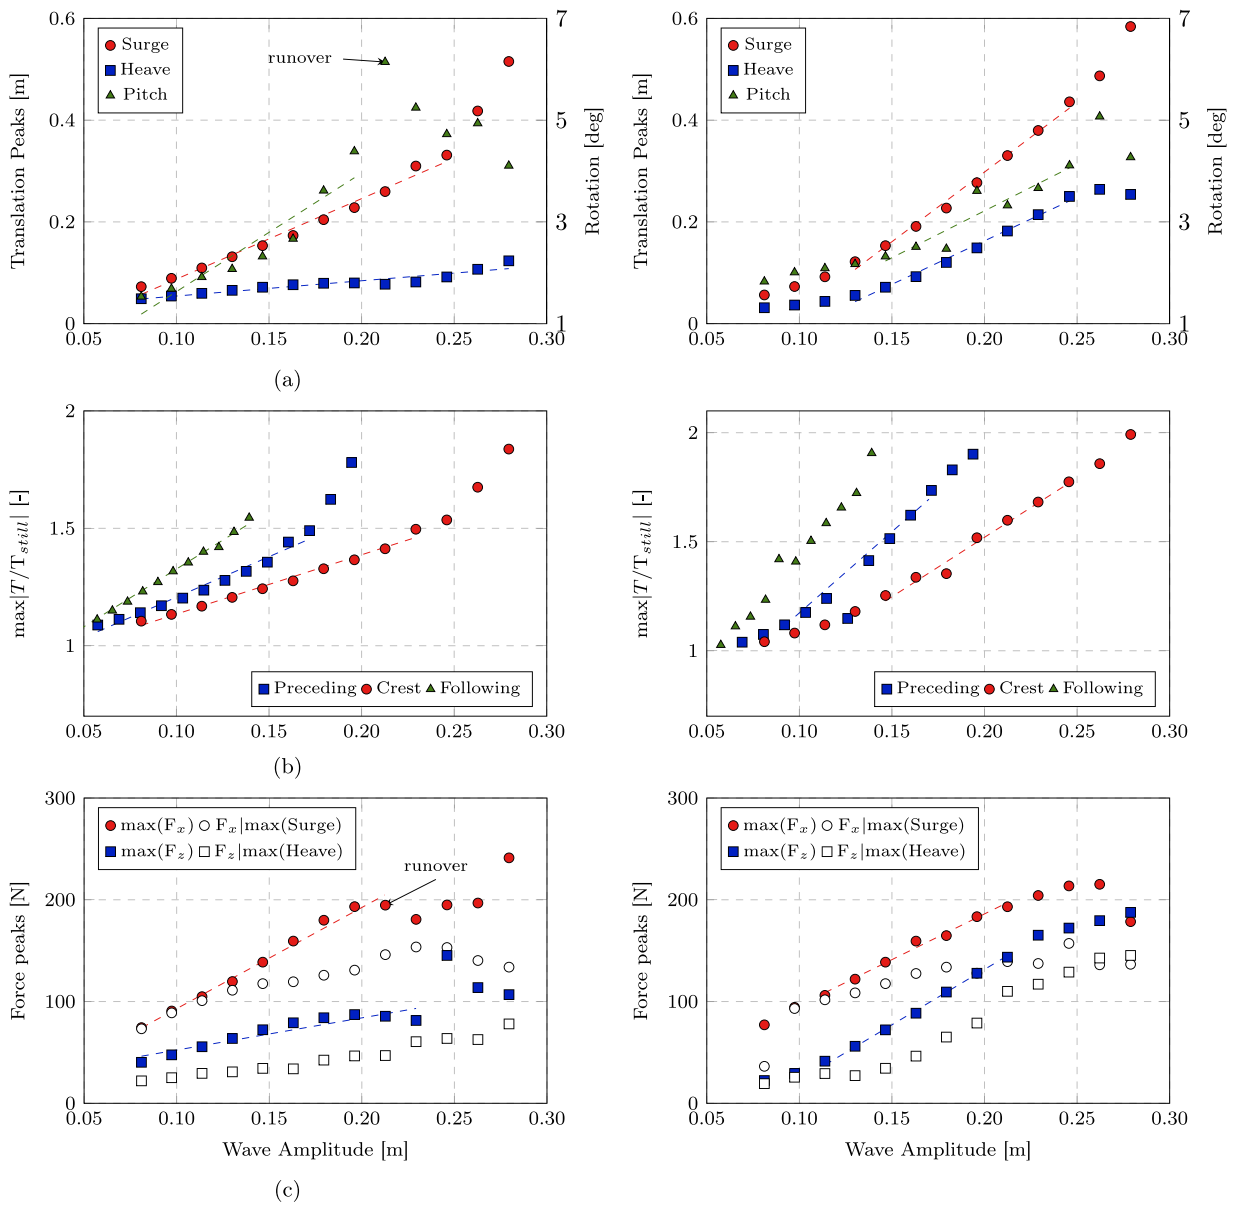 0.6
0.4
0.2
0
Translation Peaks [m]
Surge
Heave
Pitch
runover
7
5
3
1
Rotation [deg]
0.05 0.10 0.15 0.20 0.25 0.30
0.6
0.4
0.2
0
Translation Peaks [m]
Surge
Heave
Pitch
7
5
3
1
Rotation [deg]
0.05 0.10 0.15 0.20 0.25 0.30
(a)
2
1.5
1
max|T/T_still| [-]
Preceding Crest Following
0.05 0.10 0.15 0.20 0.25 0.30
2
1.5
1
max|T/T_still| [-]
Preceding Crest Following
0.05 0.10 0.15 0.20 0.25 0.30
(b)
300
200
100
0
Force peaks [N]
max(F_x) F_x|max(Surge)
max(F_z) F_z|max(Heave)
runover
0.05 0.10 0.15 0.20 0.25 0.30
Wave Amplitude [m]
300
200
100
0
Force peaks [N]
max(F_x) F_x|max(Surge)
max(F_z) F_z|max(Heave)
0.05 0.10 0.15 0.20 0.25 0.30
Wave Amplitude [m]
(c)